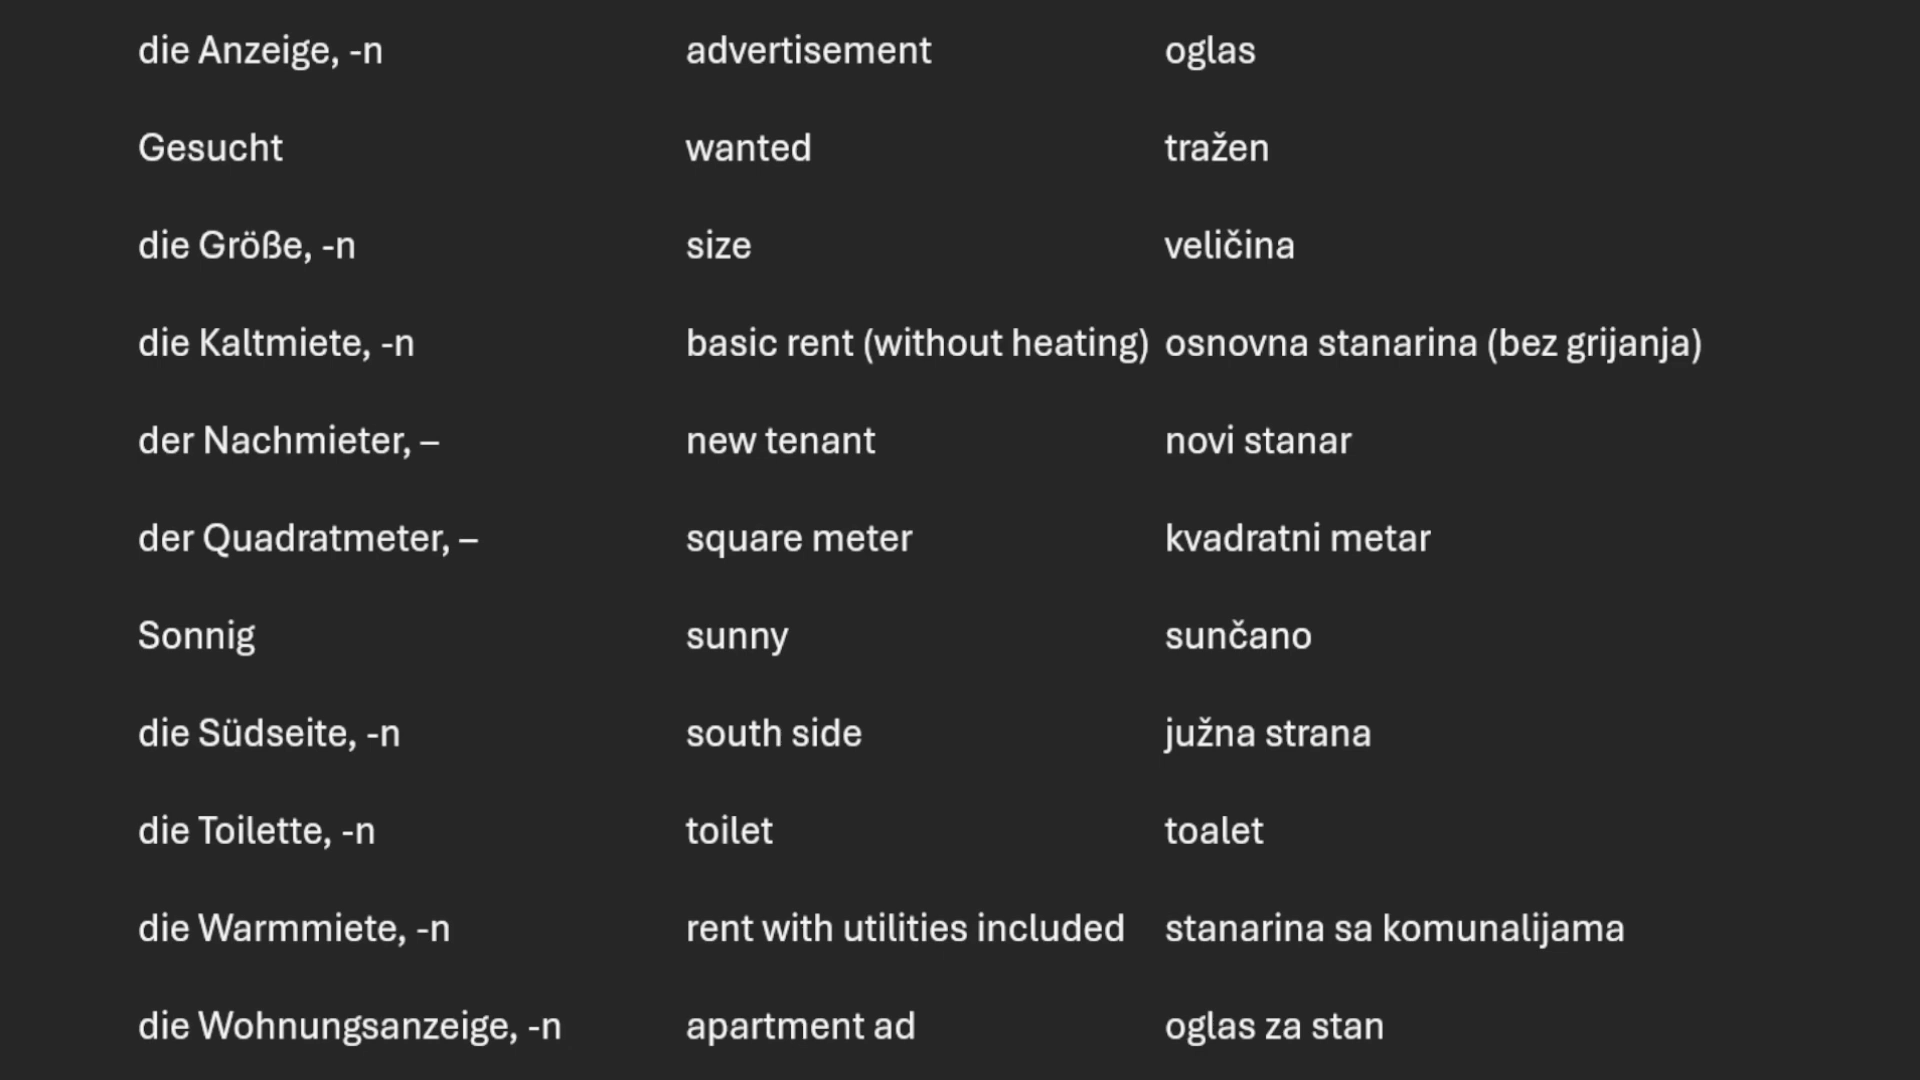 die Anzeige, -n advertisement oglas
Gesucht wanted tražen
die Größe, -n size veličina
die Kaltmiete, -n basic rent (without heating) osnovna stanarina (bez grijanja)
der Nachmieter, – new tenant novi stanar
der Quadratmeter, – square meter kvadratni metar
Sonnig sunny sunčano
die Südseite, -n south side južna strana
die Toilette, -n toilet toalet
die Warmmiete, -n rent with utilities included stanarina sa komunalijama
die Wohnungsanzeige, -n apartment ad oglas za stan